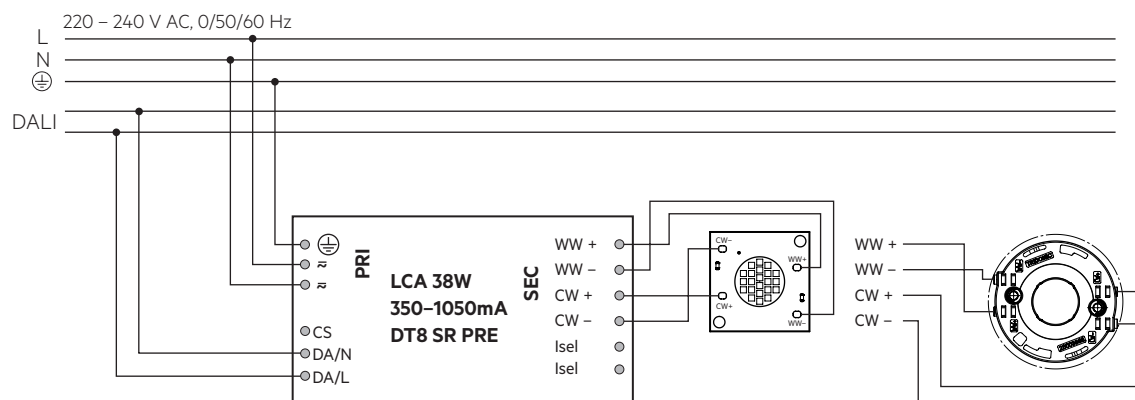 220 – 240 V AC, 0/50/60 Hz
L
N
DALI
PRI
LCA 38W
350–1050mA
DT8 SR PRE
CS
DA/N
DA/L
SEC
WW +
WW –
CW +
CW –
Isel
Isel
CW–
WW+
CW+
WW–
WW +
WW –
CW +
CW –